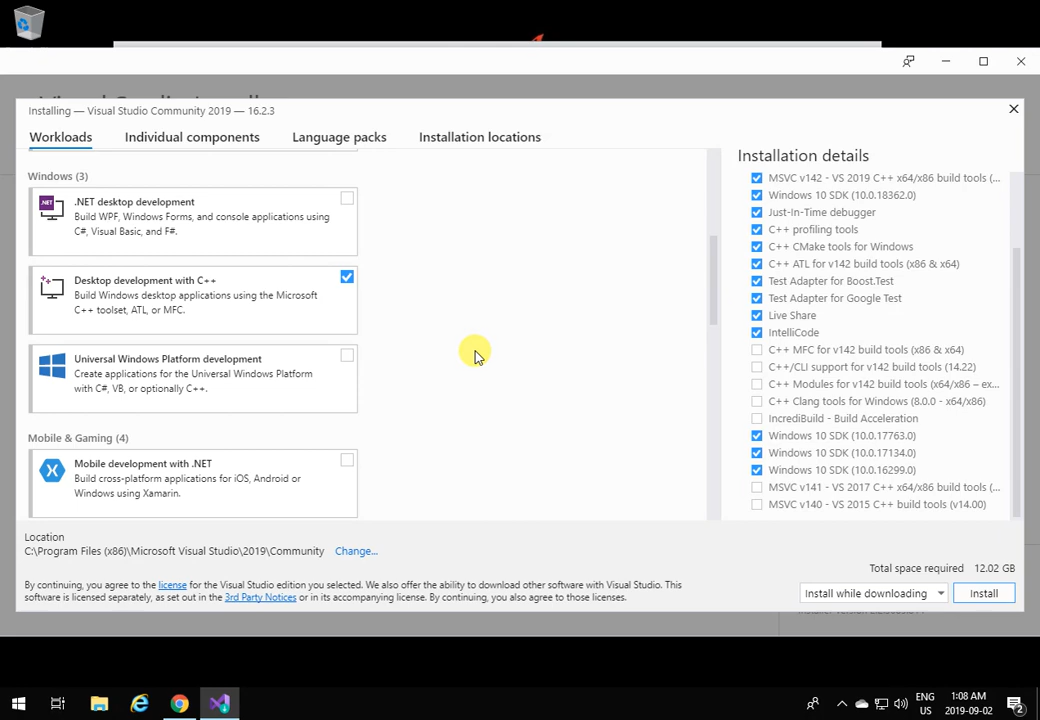 Installing — Visual Studio Community 2019 — 16.2.3
Workloads
Individual components
Language packs
Installation locations
Windows (3)
.NET desktop development
Build WPF, Windows Forms, and console applications using
C#, Visual Basic, and F#.
Desktop development with C++
Build Windows desktop applications using the Microsoft
C++ toolset, ATL, or MFC.
Universal Windows Platform development
Create applications for the Universal Windows Platform
with C#, VB, or optionally C++.
Mobile & Gaming (4)
Mobile development with .NET
Build cross-platform applications for iOS, Android or
Windows using Xamarin.
Installation details
MSVC v142 - VS 2019 C++ x64/x86 build tools (...
Windows 10 SDK (10.0.18362.0)
Just-In-Time debugger
C++ profiling tools
C++ CMake tools for Windows
C++ ATL for v142 build tools (x86 & x64)
Test Adapter for Boost.Test
Test Adapter for Google Test
Live Share
IntelliCode
C++ MFC for v142 build tools (x86 & x64)
C++/CLI support for v142 build tools (14.22)
C++ Modules for v142 build tools (x64/x86 – ex...
C++ Clang tools for Windows (8.0.0 - x64/x86)
IncrediBuild - Build Acceleration
Windows 10 SDK (10.0.17763.0)
Windows 10 SDK (10.0.17134.0)
Windows 10 SDK (10.0.16299.0)
MSVC v141 - VS 2017 C++ x64/x86 build tools (...
MSVC v140 - VS 2015 C++ build tools (v14.00)
Location
C:\Program Files (x86)\Microsoft Visual Studio\2019\Community Change...
By continuing, you agree to the license for the Visual Studio edition you selected. We also offer the ability to download other software with Visual Studio. This
software is licensed separately, as set out in the 3rd Party Notices or in its accompanying license. By continuing, you also agree to those licenses.
Total space required 12.02 GB
Install while downloading
Install
ENG
US
1:08 AM
2019-09-02
2